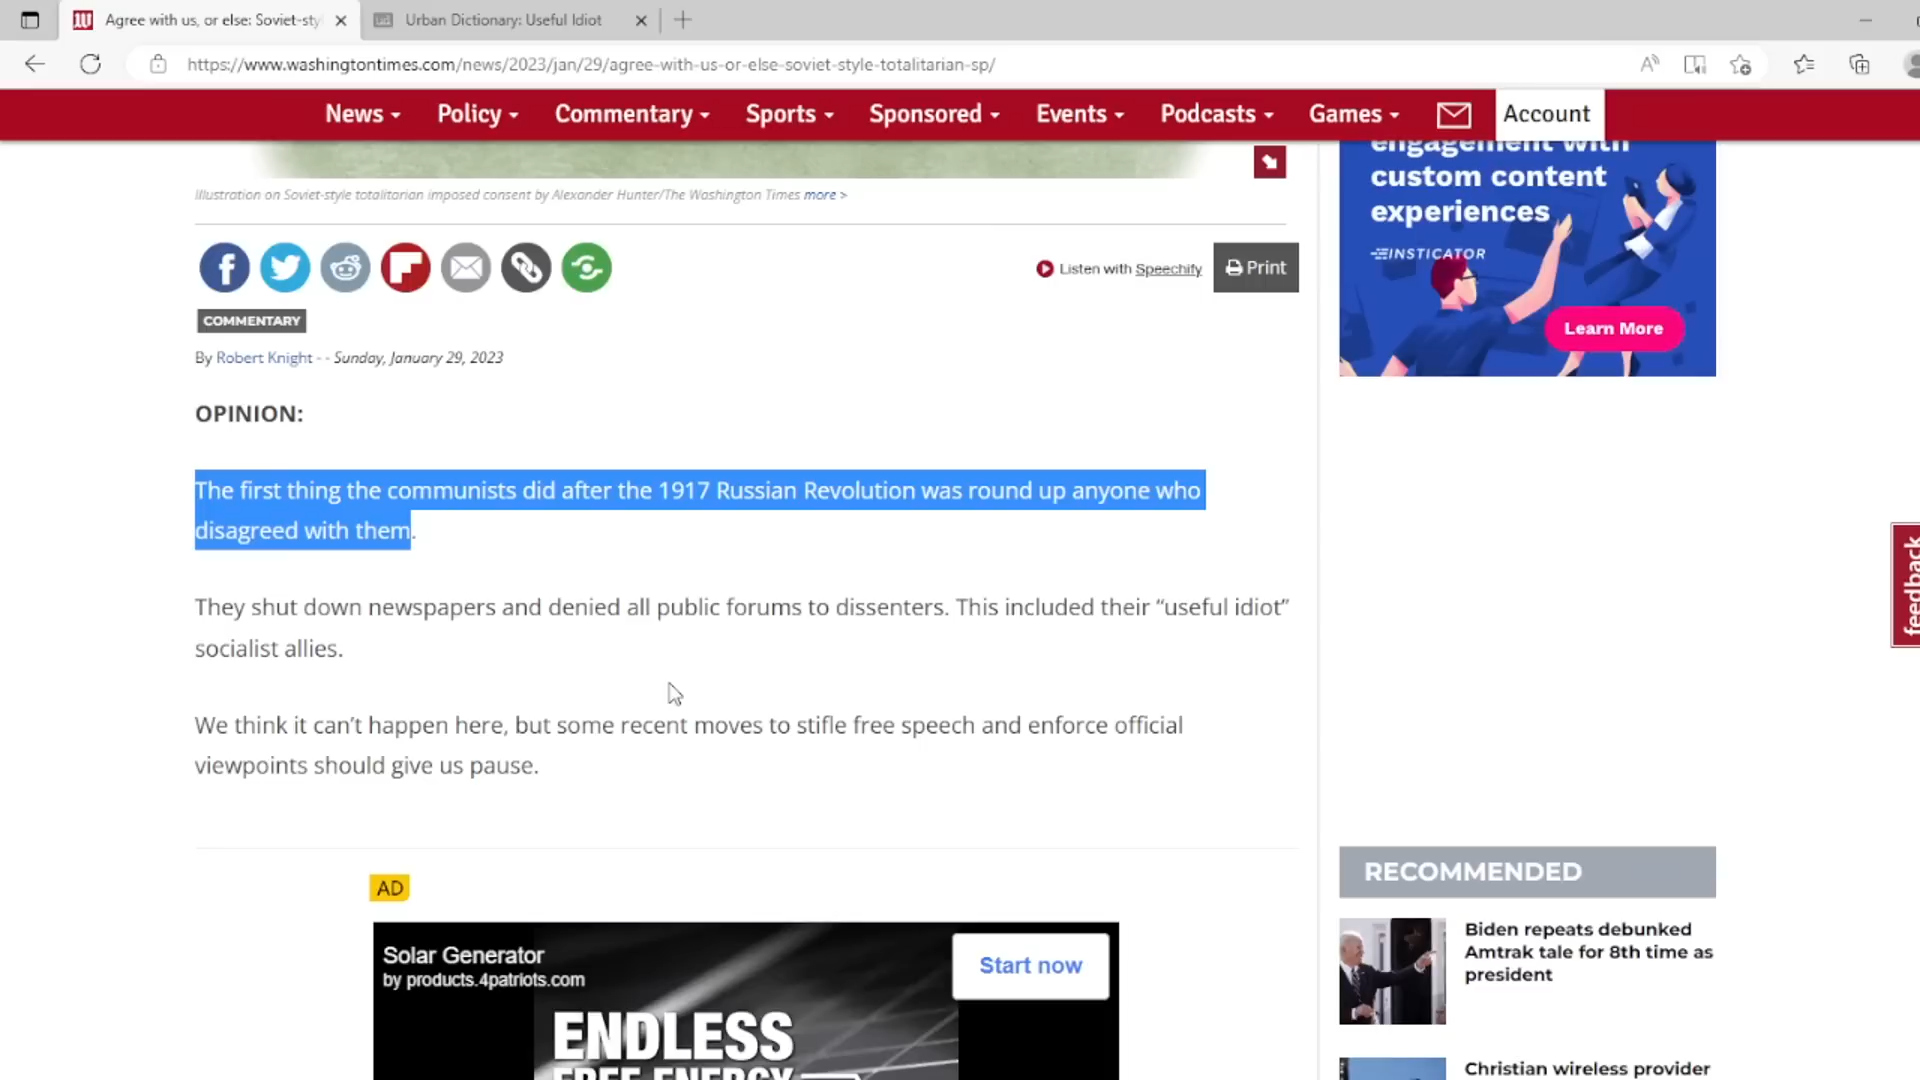 Agree with us, or else: Soviet-sty
Urban Dictionary: Useful Idiot
https://www.washingtontimes.com/news/2023/jan/29/agree-with-us-or-else-soviet-style-totalitarian-sp/
News Policy Commentary Sports Sponsored Events Podcasts Games Account
engagement with
custom content
experiences
INSTICATOR
Learn More
Illustration on Soviet-style totalitarian imposed consent by Alexander Hunter/The Washington Times more >
Listen with Speechify Print
COMMENTARY
By Robert Knight - - Sunday, January 29, 2023
OPINION:
The first thing the communists did after the 1917 Russian Revolution was round up anyone who
disagreed with them.
They shut down newspapers and denied all public forums to dissenters. This included their “useful idiot”
socialist allies.
We think it can’t happen here, but some recent moves to stifle free speech and enforce official
viewpoints should give us pause.
feedback
AD
Solar Generator
by products.4patriots.com
Start now
ENDLESS
FREE ENERGY
RECOMMENDED
Biden repeats debunked
Amtrak tale for 8th time as
president
Christian wireless provider